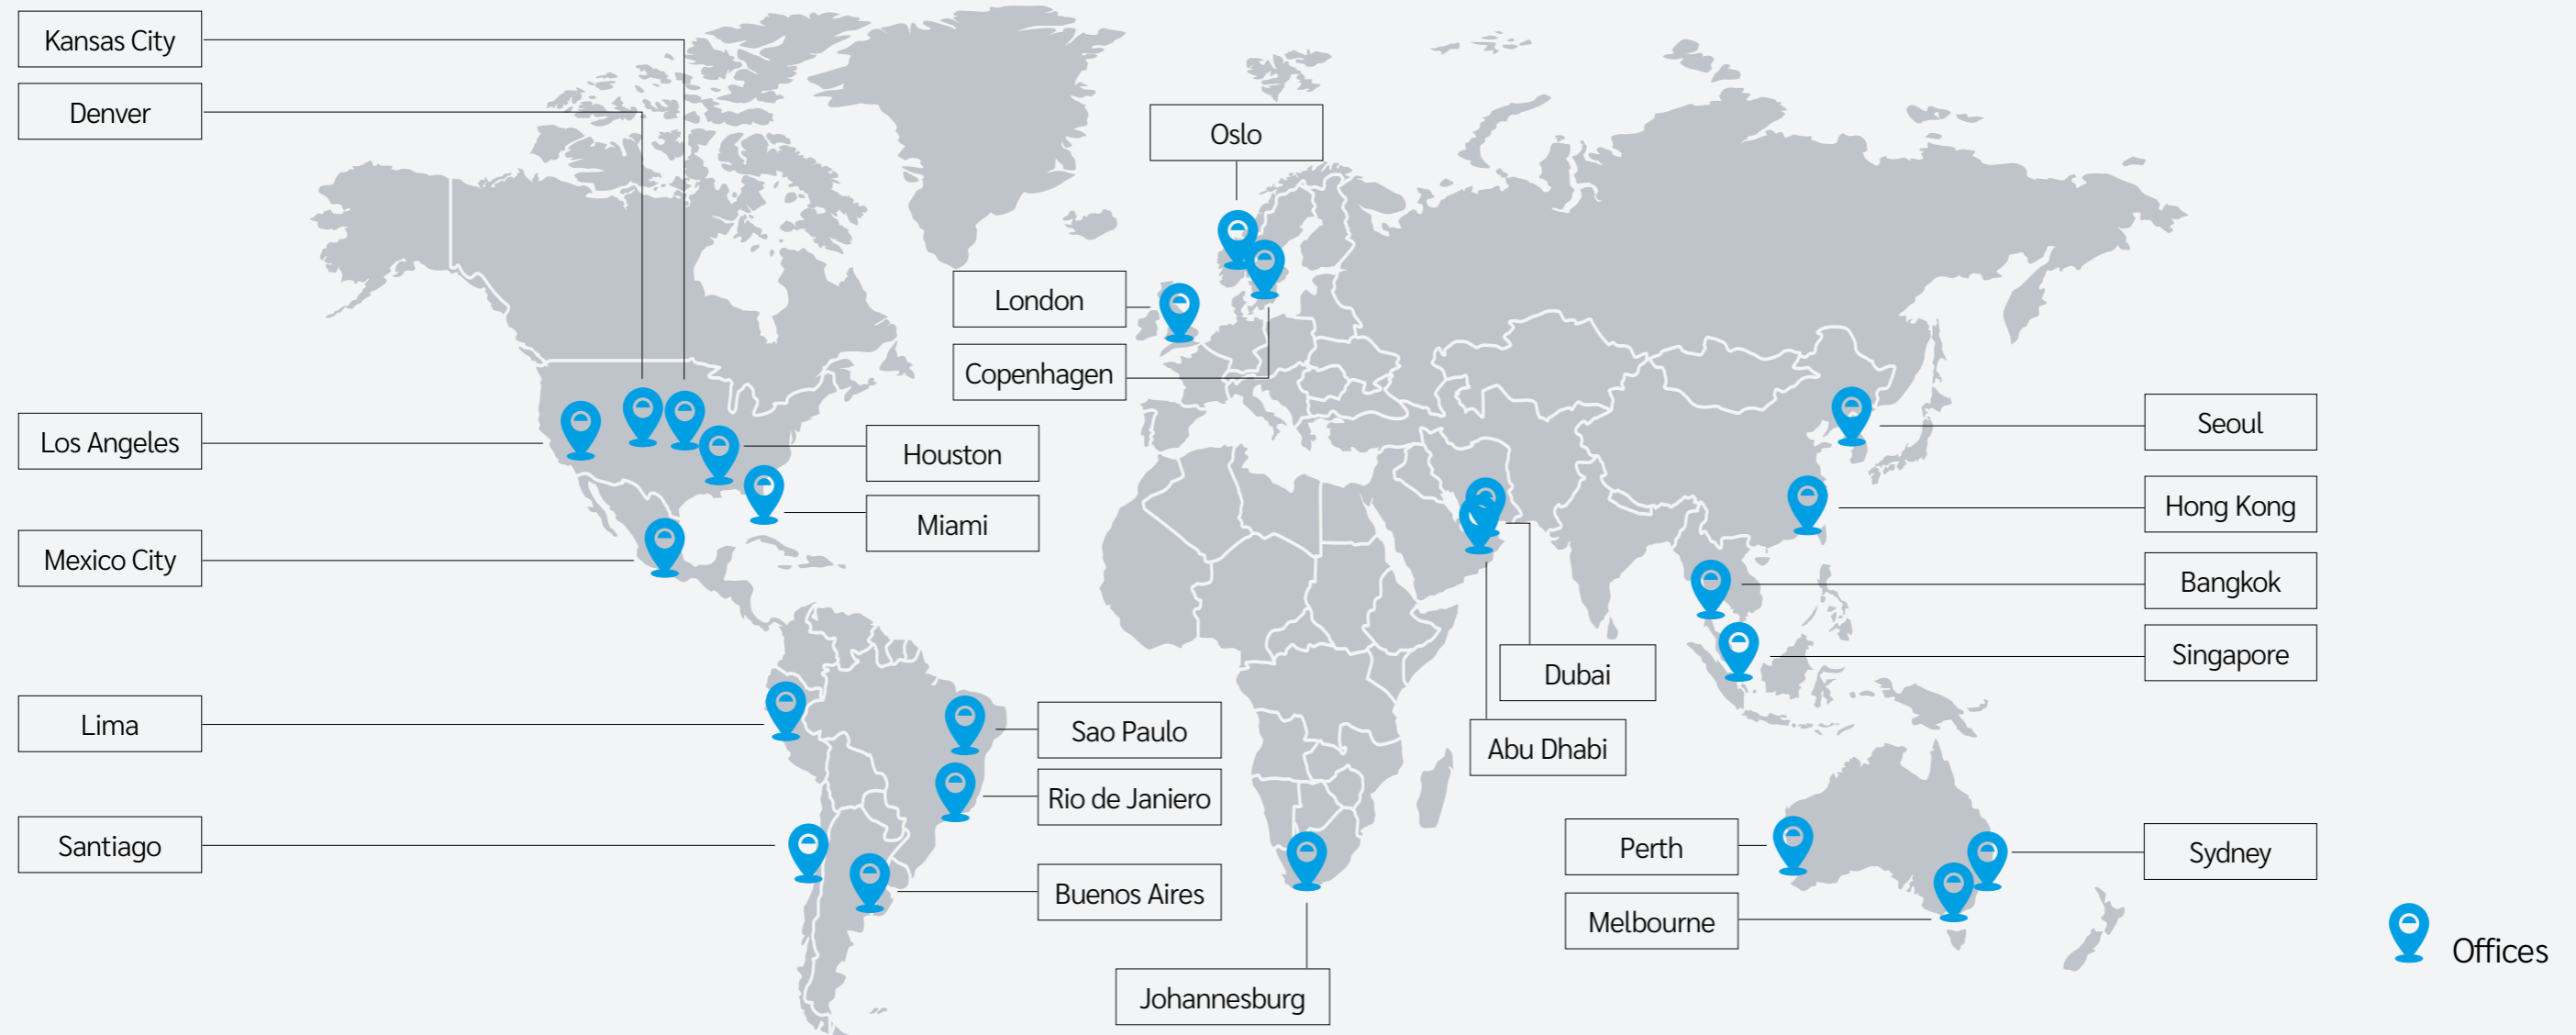 Kansas City
Denver
Oslo
London
Copenhagen
Los Angeles
Houston
Miami
Mexico City
Seoul
Hong Kong
Bangkok
Singapore
Dubai
Abu Dhabi
Lima
Sao Paulo
Rio de Janiero
Santiago
Buenos Aires
Johannesburg
Perth
Melbourne
Sydney
Offices